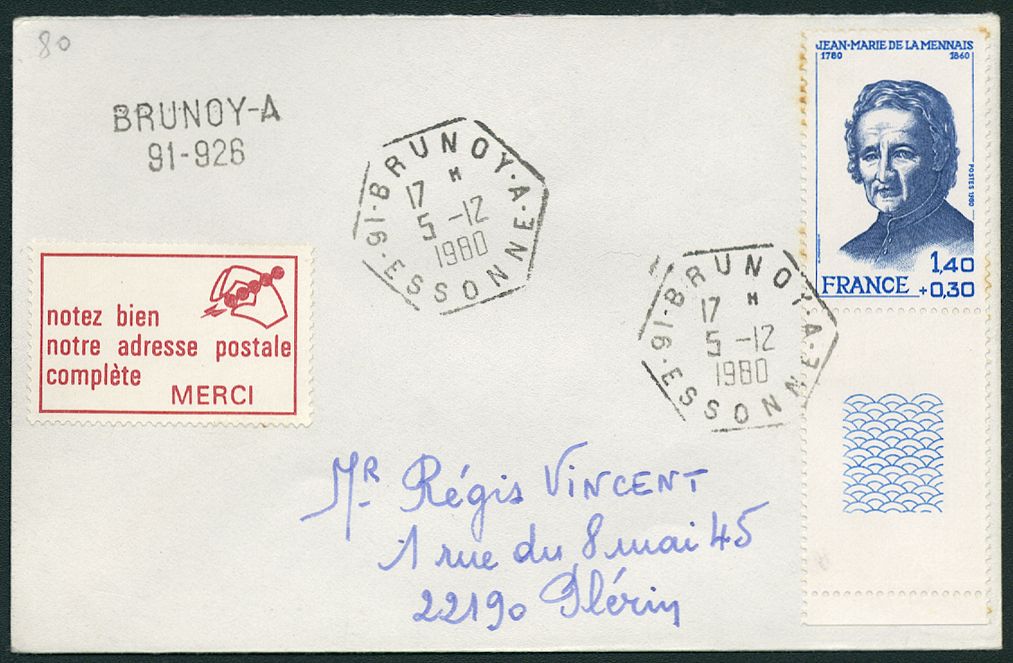 80
BRUNOY-A
91-926
91·BRUNOY·A·ESSONNE
17 H
5 -12
1980
91·BRUNOY·A·ESSONNE
17 H
5 -12
1980
JEAN·MARIE DE LA MENNAIS
1780 1860
POSTES 1980
1,40
FRANCE +0,30
notez bien
notre adresse postale
complète
MERCI
Mr Régis VINCENT
1 rue du 8 mai 45
22190 Plérin